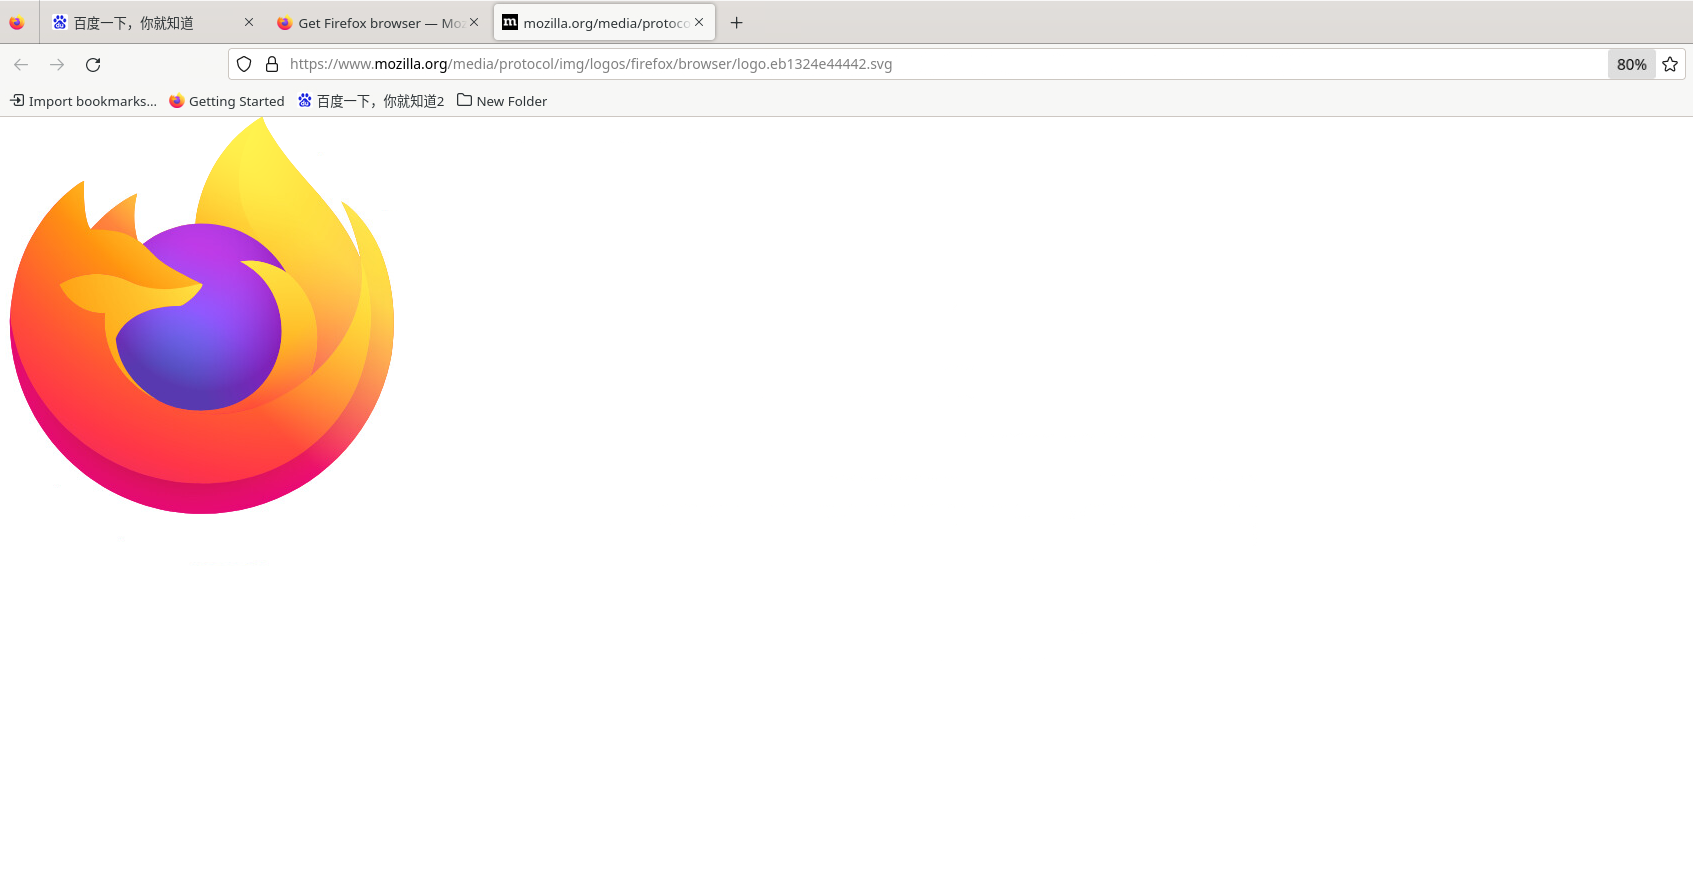 百度一下，你就知道
Get Firefox browser — Moz
mozilla.org/media/protoco
https://www.mozilla.org/media/protocol/img/logos/firefox/browser/logo.eb1324e44442.svg
80%
Import bookmarks...
Getting Started
百度一下，你就知道2
New Folder